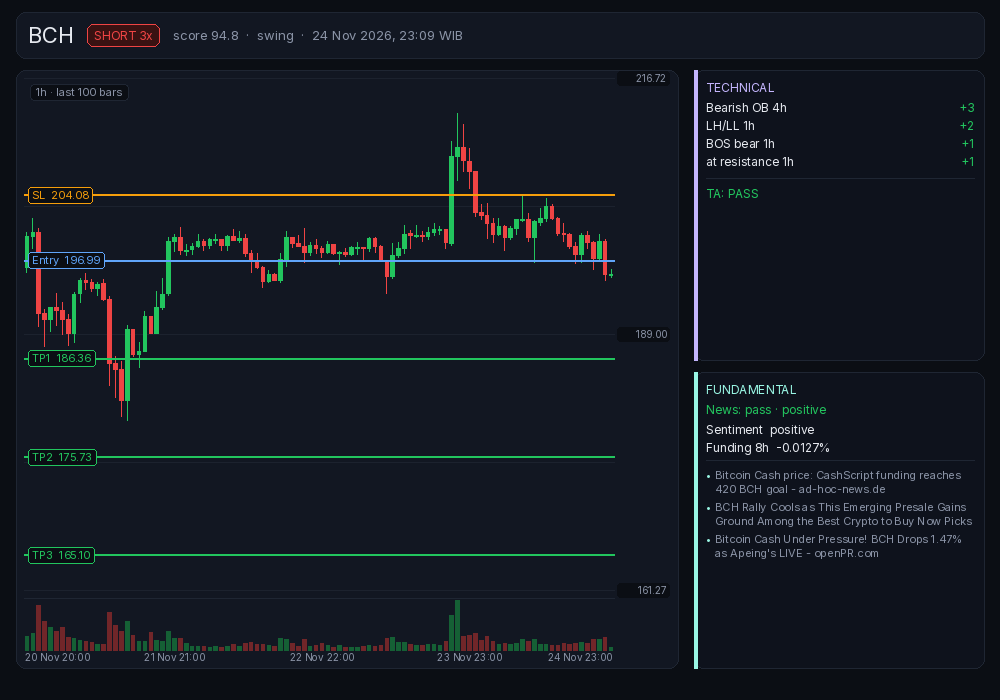 BCH SHORT 3x score 94.8 · swing · 24 Nov 2026, 23:09 WIB
1h · last 100 bars
216.72
SL 204.08
Entry 196.99
189.00
TP1 186.36
TP2 175.73
TP3 165.10
161.27
20 Nov 20:00 21 Nov 21:00 22 Nov 22:00 23 Nov 23:00 24 Nov 23:00
TECHNICAL
Bearish OB 4h +3
LH/LL 1h +2
BOS bear 1h +1
at resistance 1h +1
TA: PASS
FUNDAMENTAL
News: pass · positive
Sentiment positive
Funding 8h -0.0127%
• Bitcoin Cash price: CashScript funding reaches
420 BCH goal - ad-hoc-news.de
• BCH Rally Cools as This Emerging Presale Gains
Ground Among the Best Crypto to Buy Now Picks
• Bitcoin Cash Under Pressure! BCH Drops 1.47%
as Apeing's LIVE - openPR.com